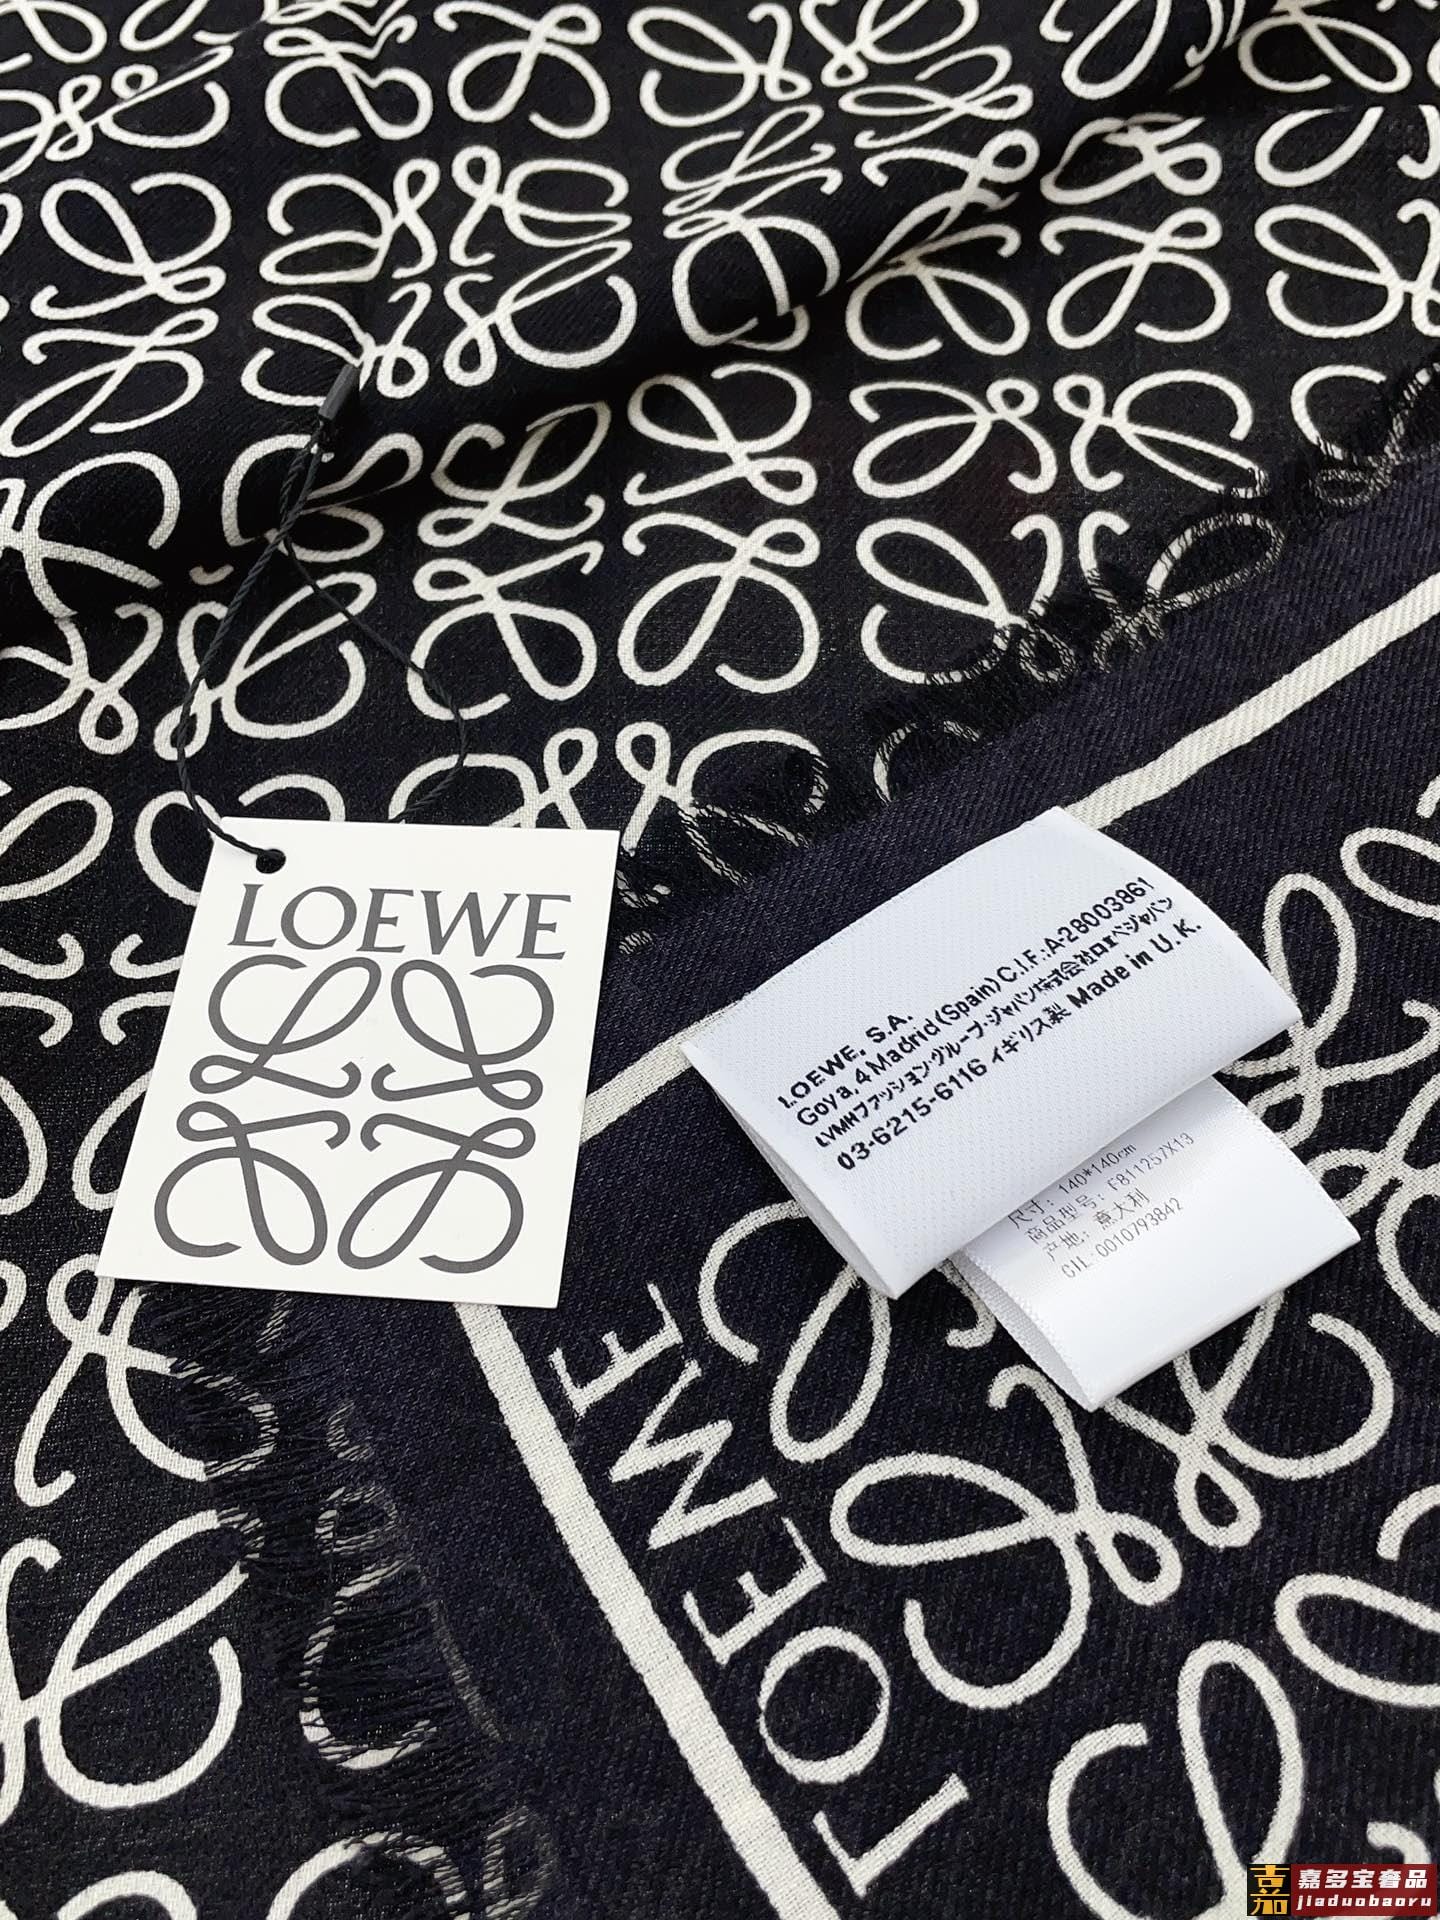 LOEWE
LOEWE, S.A.
Goya, 4 Madrid (Spain) C.I.F.:A-28003861
LVMHファッション・グループ・ジャパン株式会社ロエベジャパン
03-6215-6116 イギリス製 Made in U.K.
尺寸: 140*140cm
商品型号: F811257X13
产地: 意大利
CIL:0010793842
LOEWE
嘉 嘉多宝奢品
jiaduobaoru